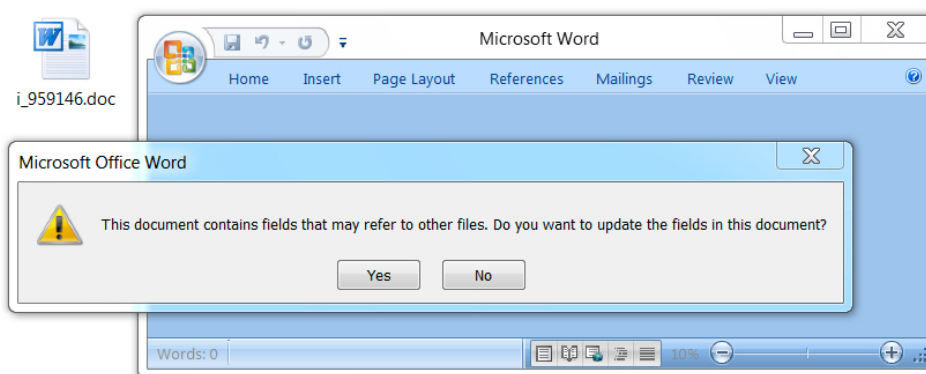 Microsoft Word
Home Insert Page Layout References Mailings Review View
i_959146.doc
Microsoft Office Word
This document contains fields that may refer to other files. Do you want to update the fields in this document?
Yes No
Words: 0 10%